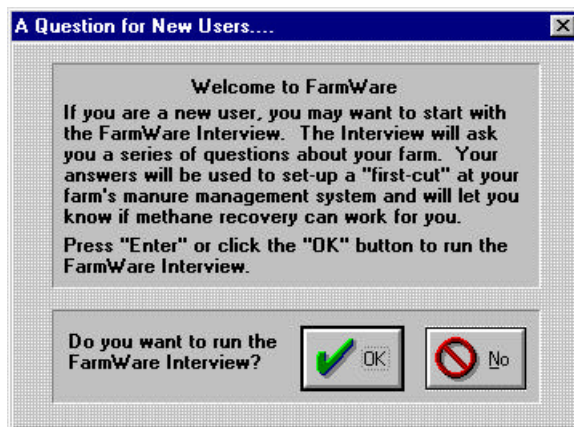 A Question for New Users....
Welcome to FarmWare
If you are a new user, you may want to start with
the FarmWare Interview. The Interview will ask
you a series of questions about your farm. Your
answers will be used to set-up a "first-cut" at your
farm's manure management system and will let you
know if methane recovery can work for you.
Press "Enter" or click the "OK" button to run the
FarmWare Interview.
Do you want to run the
FarmWare Interview?
OK
No